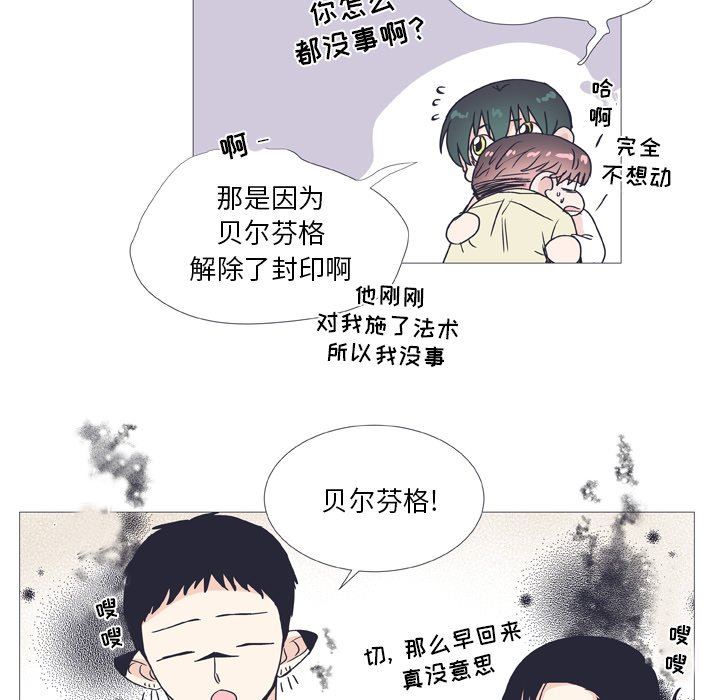 你怎么
都没事啊?
哈
啊
完全
不想动
啊-
那是因为
贝尔芬格
解除了封印啊
他刚刚
对我施了法术
所以我没事
贝尔芬格!
嗖
嗖
切,那么早回来
真没意思
嗖
嗖